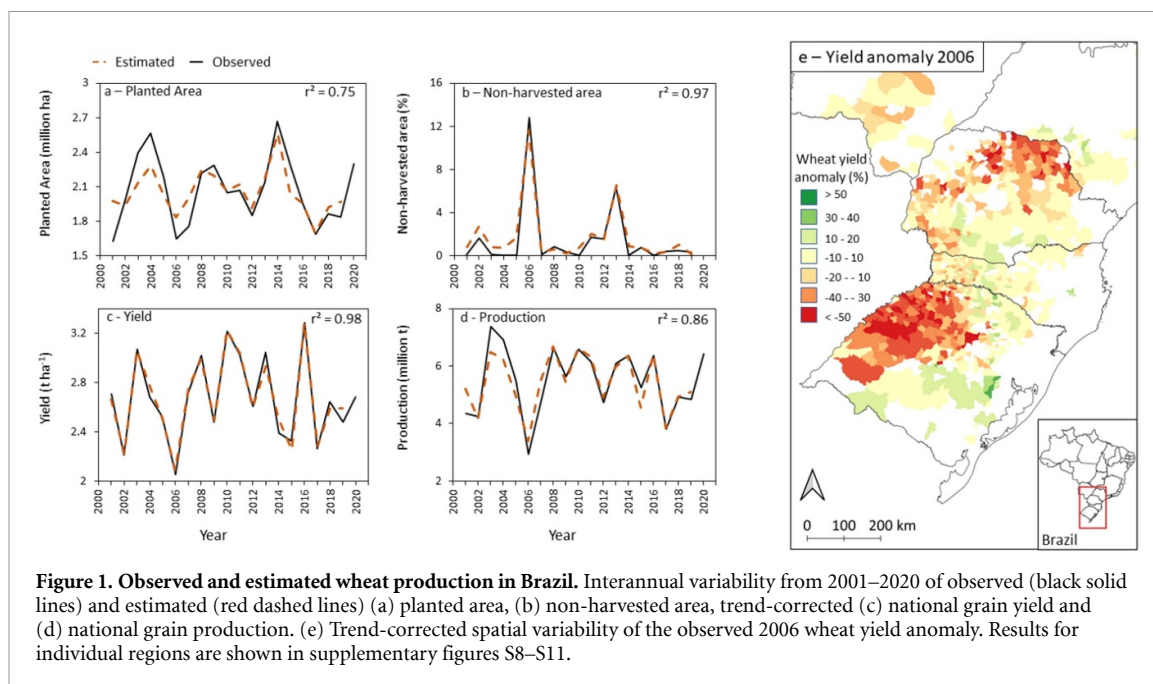 Estimated Observed
a – Planted Area r² = 0.75
Planted Area (million ha)
3
2.7
2.4
2.1
1.8
1.5
2000 2002 2004 2006 2008 2010 2012 2014 2016 2018 2020
b – Non-harvested area r² = 0.97
Non-harvested area (%)
16
12
8
4
0
2000 2002 2004 2006 2008 2010 2012 2014 2016 2018 2020
c - Yield r² = 0.98
Yield (t ha⁻¹)
3.2
2.8
2.4
2
2000 2002 2004 2006 2008 2010 2012 2014 2016 2018 2020
Year
d - Production r² = 0.86
Production (million t)
8
6
4
2
2000 2002 2004 2006 2008 2010 2012 2014 2016 2018 2020
Year
e – Yield anomaly 2006
Wheat yield
anomaly (%)
> 50
30 - 40
10 - 20
-10 - 10
-20 - - 10
-40 - - 30
< -50
0 100 200 km
Brazil
Figure 1. Observed and estimated wheat production in Brazil. Interannual variability from 2001–2020 of observed (black solid
lines) and estimated (red dashed lines) (a) planted area, (b) non-harvested area, trend-corrected (c) national grain yield and
(d) national grain production. (e) Trend-corrected spatial variability of the observed 2006 wheat yield anomaly. Results for
individual regions are shown in supplementary figures S8–S11.